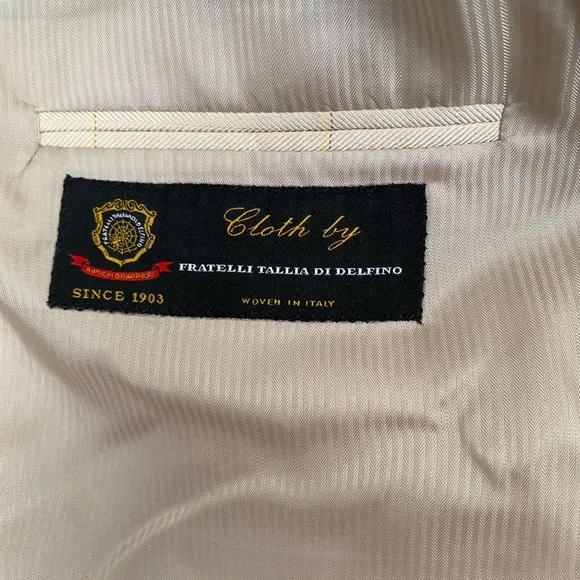 Cloth by
FRATELLI TALLIA DI DELFINO
SINCE 1903
WOVEN IN ITALY